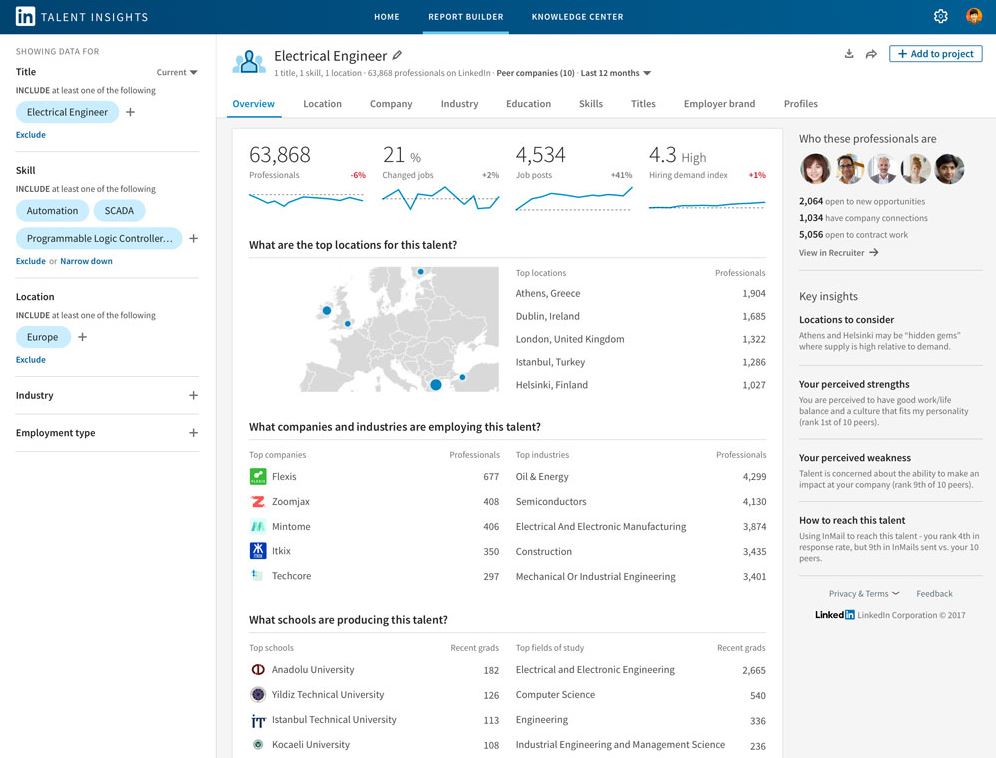 in TALENT INSIGHTS
HOME REPORT BUILDER KNOWLEDGE CENTER
SHOWING DATA FOR
Title Current
INCLUDE at least one of the following
Electrical Engineer +
Exclude
Skill
INCLUDE at least one of the following
Automation SCADA
Programmable Logic Controller... +
Exclude or Narrow down
Location
INCLUDE at least one of the following
Europe +
Exclude
Industry +
Employment type +
Electrical Engineer
1 title, 1 skill, 1 location · 63,868 professionals on LinkedIn · Peer companies (10) · Last 12 months
+ Add to project
Overview Location Company Industry Education Skills Titles Employer brand Profiles
63,868 21 % 4,534 4.3 High
Professionals -6% Changed jobs +2% Job posts +41% Hiring demand index +1%
What are the top locations for this talent?
Top locations Professionals
Athens, Greece 1,904
Dublin, Ireland 1,685
London, United Kingdom 1,322
Istanbul, Turkey 1,286
Helsinki, Finland 1,027
What companies and industries are employing this talent?
Top companies Professionals Top industries Professionals
Flexis 677 Oil & Energy 4,299
Zoomjax 408 Semiconductors 4,130
Mintome 406 Electrical And Electronic Manufacturing 3,874
Itkix 350 Construction 3,435
Techcore 297 Mechanical Or Industrial Engineering 3,401
What schools are producing this talent?
Top schools Recent grads Top fields of study Recent grads
Anadolu University 182 Electrical and Electronic Engineering 2,665
Yildiz Technical University 126 Computer Science 540
Istanbul Technical University 113 Engineering 336
Kocaeli University 108 Industrial Engineering and Management Science 236
Who these professionals are
2,064 open to new opportunities
1,034 have company connections
5,056 open to contract work
View in Recruiter
Key insights
Locations to consider
Athens and Helsinki may be “hidden gems”
where supply is high relative to demand.
Your perceived strengths
You are perceived to have good work/life
balance and a culture that fits my personality
(rank 1st of 10 peers).
Your perceived weakness
Talent is concerned about the ability to make an
impact at your company (rank 9th of 10 peers).
How to reach this talent
Using InMail to reach this talent - you rank 4th in
response rate, but 9th in InMails sent vs. your 10
peers.
Privacy & Terms Feedback
Linked in LinkedIn Corporation © 2017